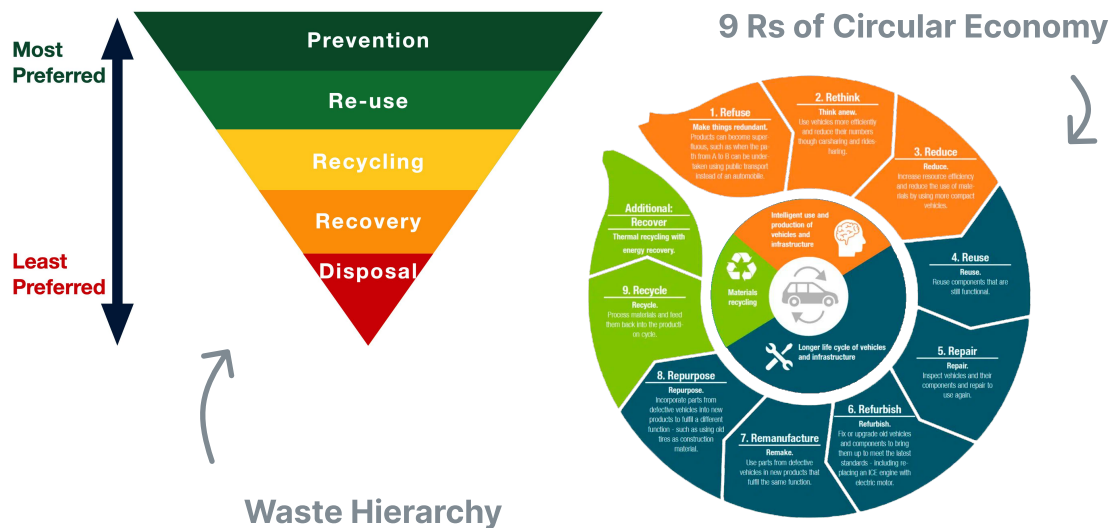 9 Rs of Circular Economy
Most
Preferred
Least
Preferred
Prevention
Re-use
Recycling
Recovery
Disposal
Waste Hierarchy
1. Refuse
Make things redundant.
Products can become super-
fluous, such as when the pa-
th from A to B can be under-
taken using public transport
instead of an automobile.
2. Rethink
Think anew.
Use vehicles more efficiently
and reduce their numbers
though carsharing and rides-
haring.
3. Reduce
Reduce.
Increase resource efficiency
and reduce the use of mate-
rials by using more compact
vehicles.
4. Reuse
Reuse.
Reuse components that are
still functional.
5. Repair
Repair.
Inspect vehicles and their
components and repair to
use again.
6. Refurbish
Refurbish.
Fix or upgrade old vehicles
and components to bring
them up to meet the latest
standards - including re-
placing an ICE engine with
electric motor.
7. Remanufacture
Remake.
Use parts from defective
vehicles in new products that
fulfil the same function.
8. Repurpose
Repurpose.
Incorporate parts from
defective vehicles into new
products to fulfil a different
function - such as using old
tires as construction
material.
9. Recycle
Recycle.
Process materials and feed
them back into the producti-
on cycle.
Additional:
Recover
Thermal recycling with
energy recovery.
Intelligent use and
production of
vehicles and
infrastructure
Materials
recycling
Longer life cycle of vehicles
and infrastructure